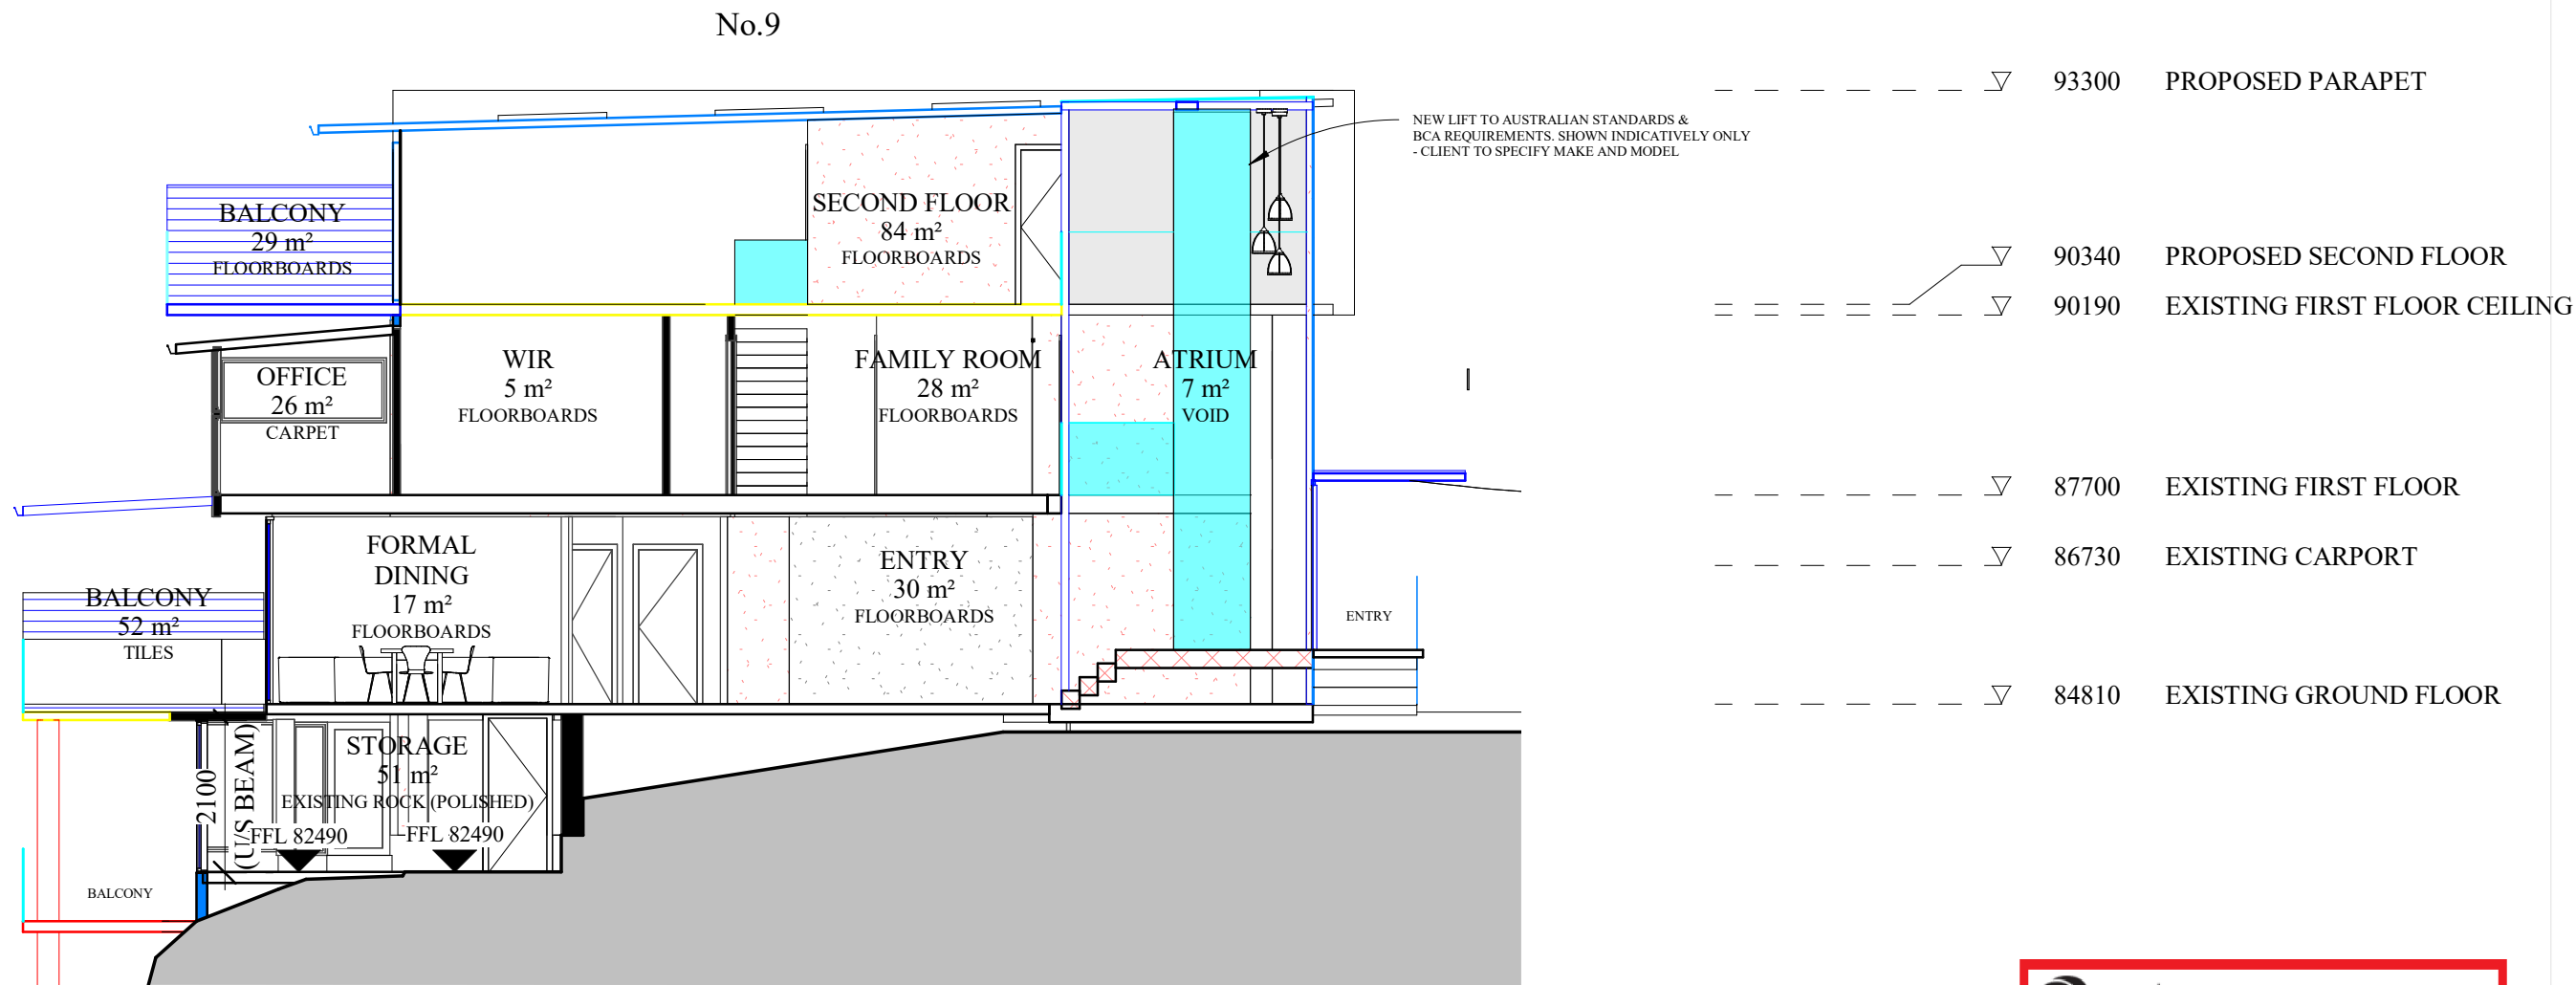 No.9
93300 PROPOSED PARAPET
NEW LIFT TO AUSTRALIAN STANDARDS &
BCA REQUIREMENTS. SHOWN INDICATIVELY ONLY
- CLIENT TO SPECIFY MAKE AND MODEL
BALCONY
29 m²
FLOORBOARDS
SECOND FLOOR
84 m²
FLOORBOARDS
90340 PROPOSED SECOND FLOOR
90190 EXISTING FIRST FLOOR CEILING
OFFICE
26 m²
CARPET
WIR
5 m²
FLOORBOARDS
FAMILY ROOM
28 m²
FLOORBOARDS
ATRIUM
7 m²
VOID
87700 EXISTING FIRST FLOOR
86730 EXISTING CARPORT
BALCONY
52 m²
TILES
FORMAL
DINING
17 m²
FLOORBOARDS
ENTRY
30 m²
FLOORBOARDS
ENTRY
84810 EXISTING GROUND FLOOR
STORAGE
51 m²
EXISTING ROCK (POLISHED)
2100
(U/S BEAM)
FFL 82490
FFL 82490
BALCONY